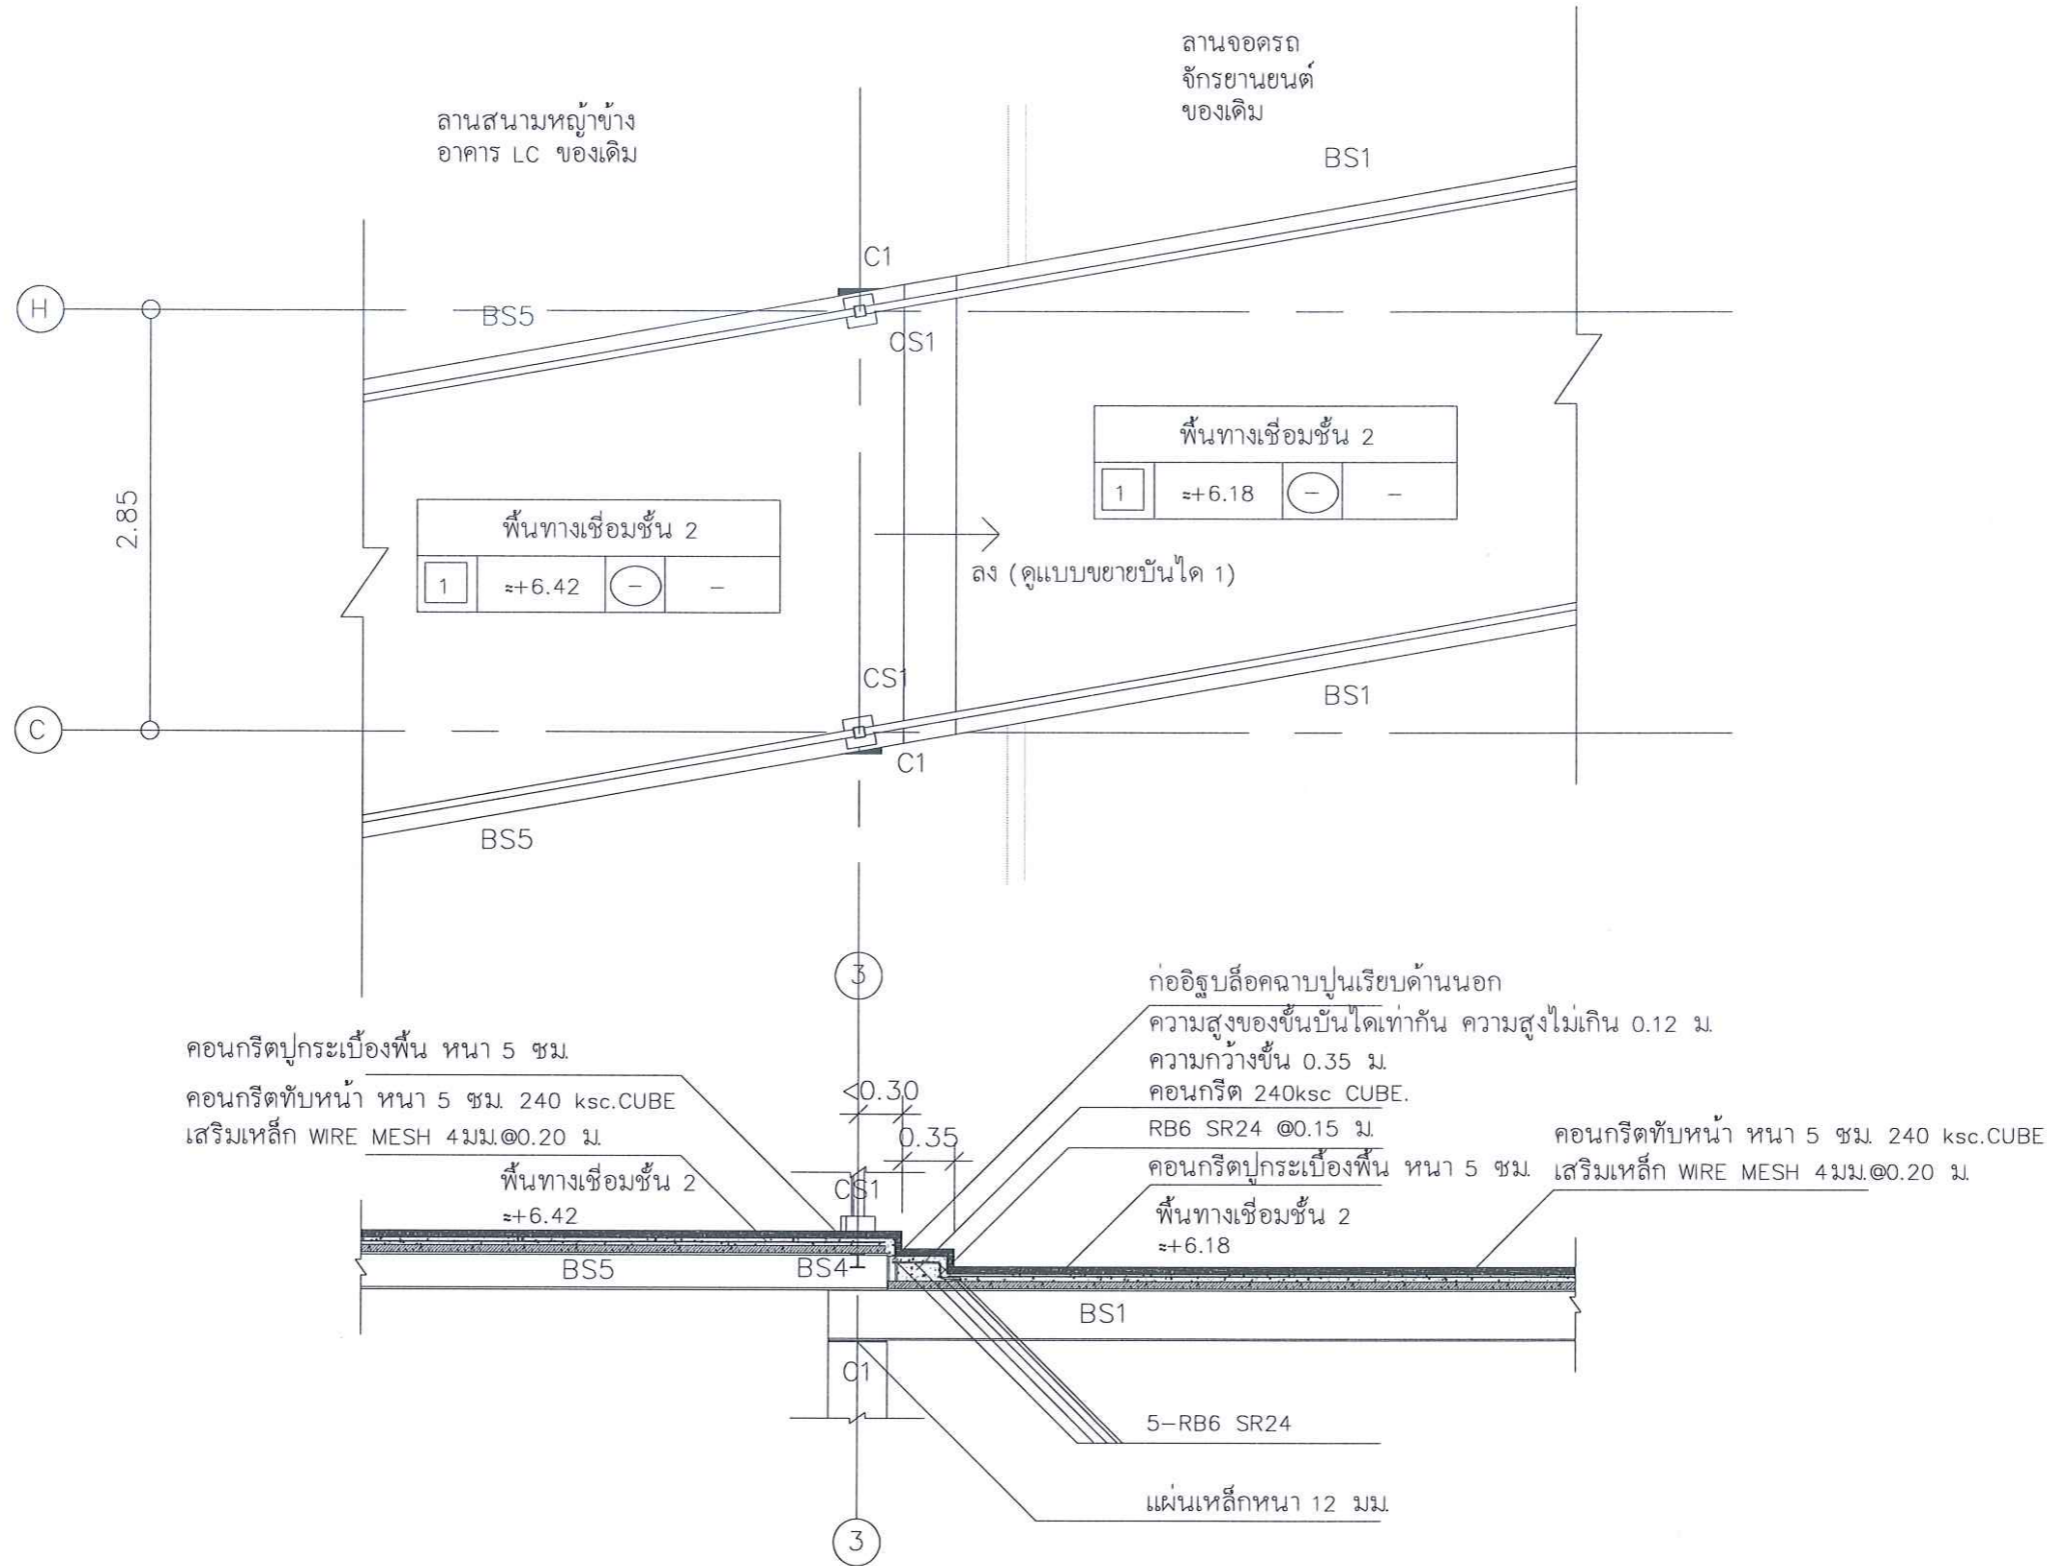 ลานจอดรถ
จักรยานยนต์
ของเดิม
ลานสนามหญ้าข้าง
อาคาร LC ของเดิม
BS1
C1
H
BS5
CS1
พื้นทางเชื่อมชั้น 2
1 ≈+6.18 - -
2.85
พื้นทางเชื่อมชั้น 2
1 ≈+6.42 - -
ลง (ดูแบบขยายบันได 1)
CS1
BS1
C
C1
BS5
3
ก่ออิฐบล็อคฉาบปูนเรียบด้านนอก
ความสูงของขั้นบันไดเท่ากัน ความสูงไม่เกิน 0.12 ม.
ความกว้างขั้น 0.35 ม.
คอนกรีต 240ksc CUBE.
RB6 SR24 @0.15 ม.
คอนกรีตปูกระเบื้องพื้น หนา 5 ซม.
พื้นทางเชื่อมชั้น 2
≈+6.18
คอนกรีตปูกระเบื้องพื้น หนา 5 ซม.
คอนกรีตทับหน้า หนา 5 ซม. 240 ksc.CUBE
เสริมเหล็ก WIRE MESH 4มม.@0.20 ม.
พื้นทางเชื่อมชั้น 2
≈+6.42
<0.30
0.35
CS1
คอนกรีตทับหน้า หนา 5 ซม. 240 ksc.CUBE
เสริมเหล็ก WIRE MESH 4มม.@0.20 ม.
BS5
BS4
BS1
C1
5-RB6 SR24
แผ่นเหล็กหนา 12 มม.
3